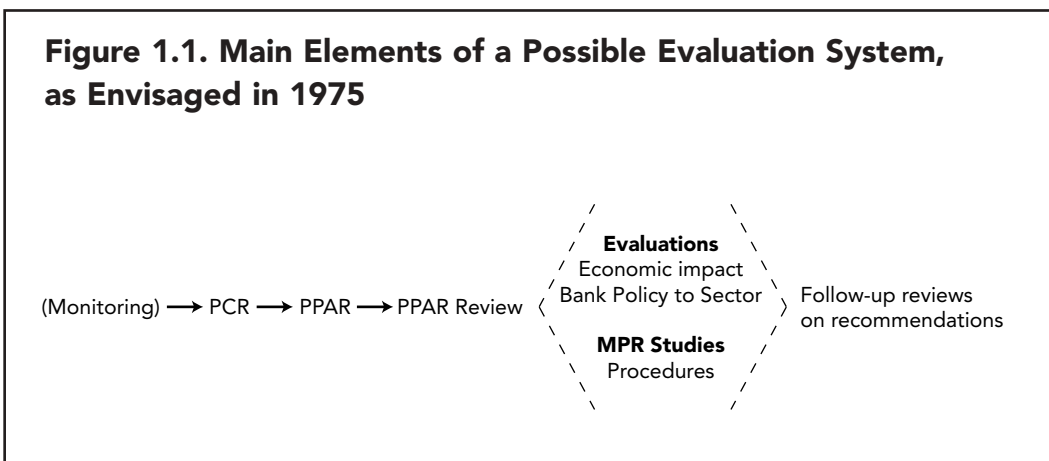 Figure 1.1. Main Elements of a Possible Evaluation System,
as Envisaged in 1975
(Monitoring) → PCR → PPAR → PPAR Review
Evaluations
Economic impact
Bank Policy to Sector
MPR Studies
Procedures
Follow-up reviews
on recommendations